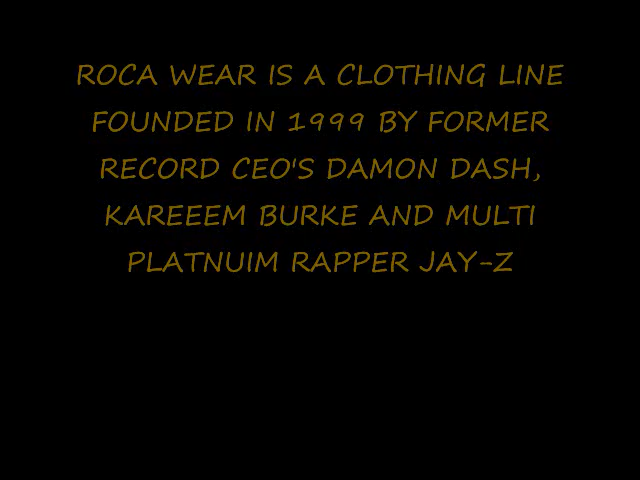 ROCA WEAR IS A CLOTHING LINE
FOUNDED IN 1999 BY FORMER
RECORD CEO'S DAMON DASH,
KAREEEM BURKE AND MULTI
PLATNUIM RAPPER JAY-Z